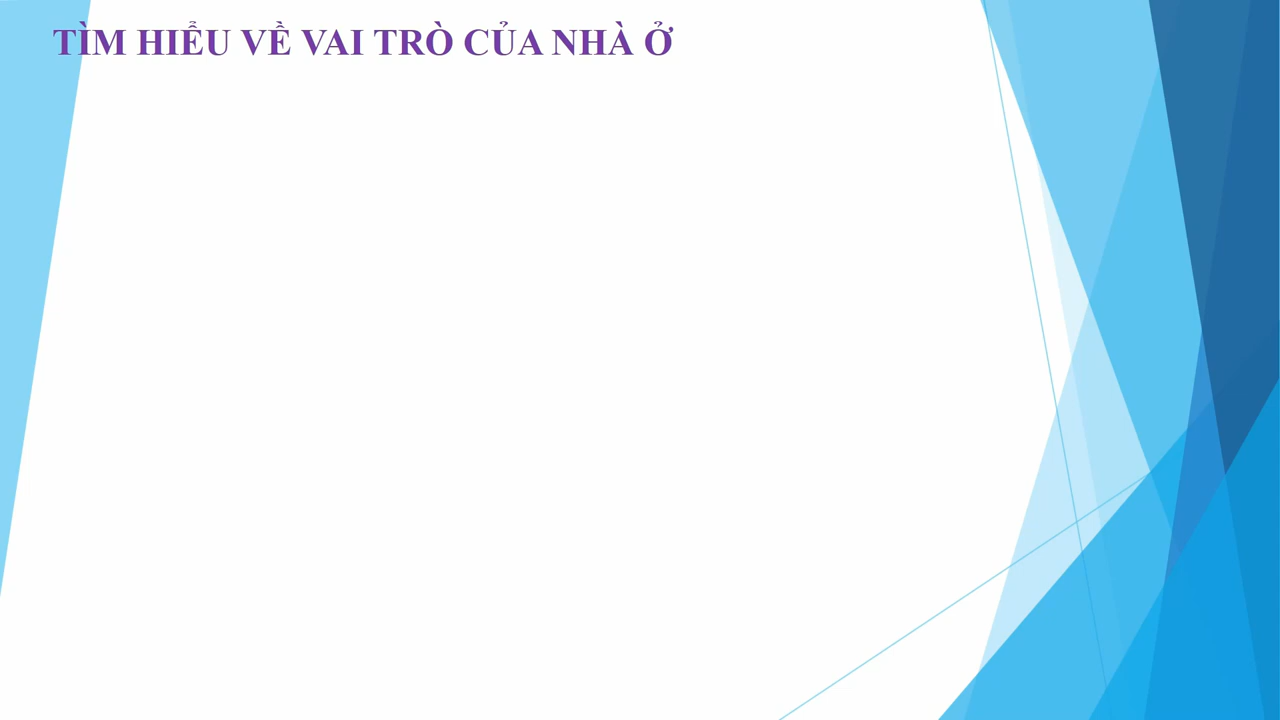 TÌM HIỂU VỀ VAI TRÒ CỦA NHÀ Ở